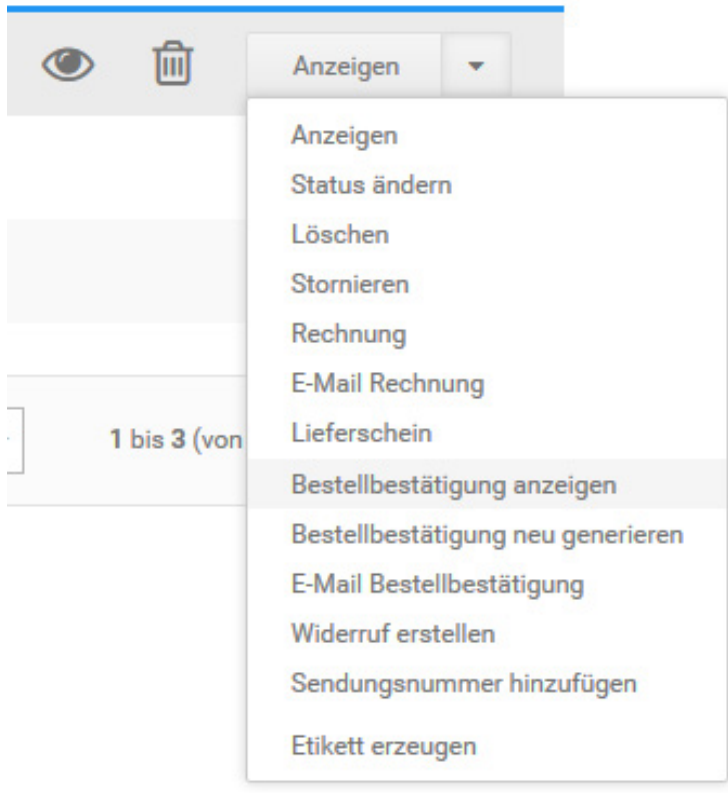 Anzeigen
Anzeigen
Status ändern
Löschen
Stornieren
Rechnung
E-Mail Rechnung
Lieferschein
1 bis 3 (von
Bestellbestätigung anzeigen
Bestellbestätigung neu generieren
E-Mail Bestellbestätigung
Widerruf erstellen
Sendungsnummer hinzufügen
Etikett erzeugen